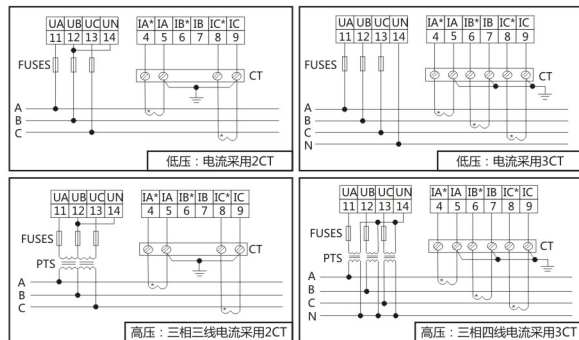 UA UB UC UN IA* IA IB* IB IC* IC
11 12 13 14 4 5 6 7 8 9
FUSES
CT
A
B
C
低压：电流采用2CT
UA UB UC UN IA* IA IB* IB IC* IC
11 12 13 14 4 5 6 7 8 9
FUSES
CT
A
B
C
N
低压：电流采用3CT
UA UB UC UN IA* IA IB* IB IC* IC
11 12 13 14 4 5 6 7 8 9
FUSES
CT
PTS
A
B
C
高压：三相三线电流采用2CT
UA UB UC UN IA* IA IB* IB IC* IC
11 12 13 14 4 5 6 7 8 9
FUSES
CT
PTS
A
B
C
N
高压：三相四线电流采用3CT